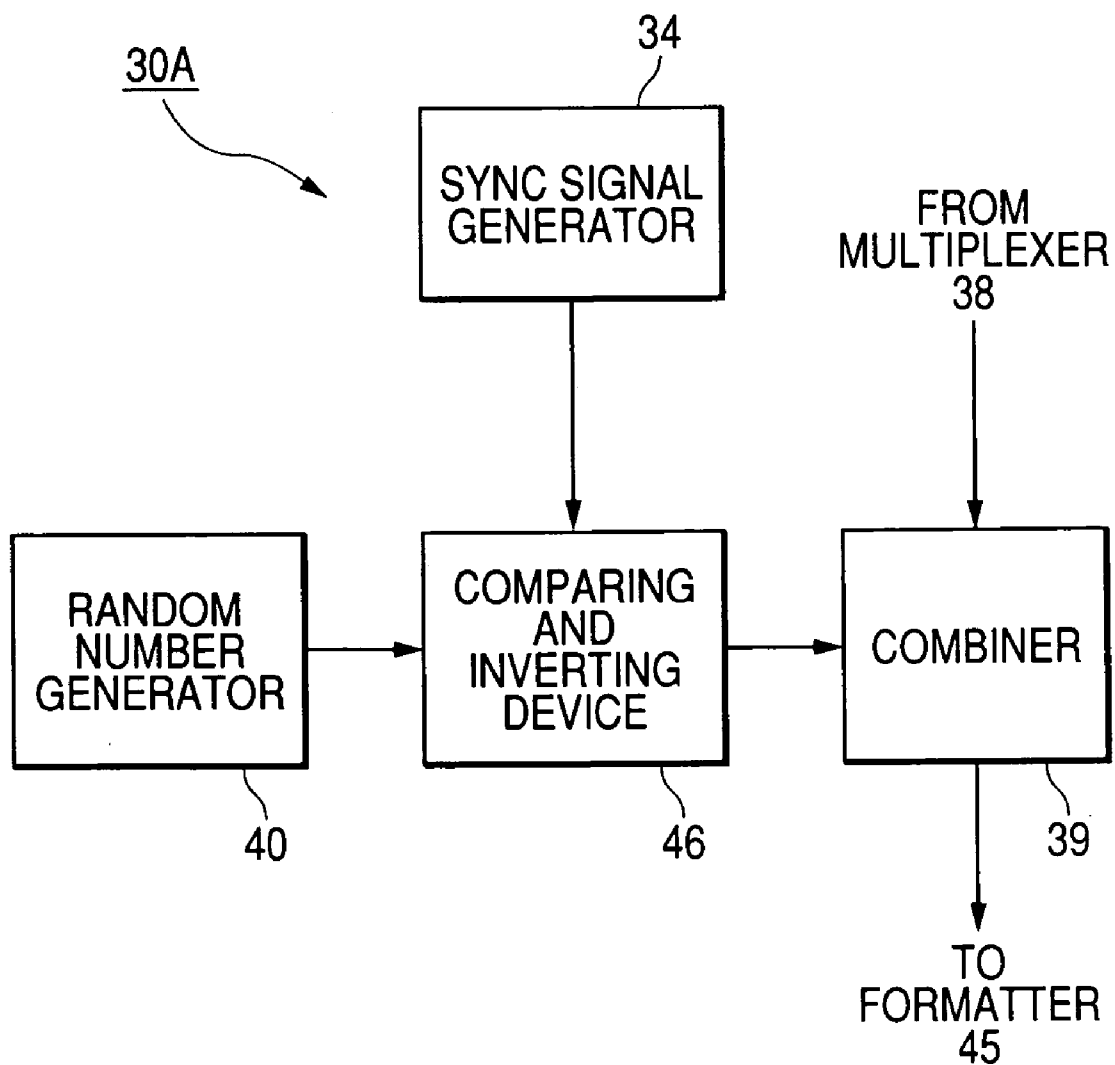 30A
34
SYNC SIGNAL
GENERATOR
FROM
MULTIPLEXER
38
RANDOM
NUMBER
GENERATOR
40
COMPARING
AND
INVERTING
DEVICE
46
COMBINER
39
TO
FORMATTER
45